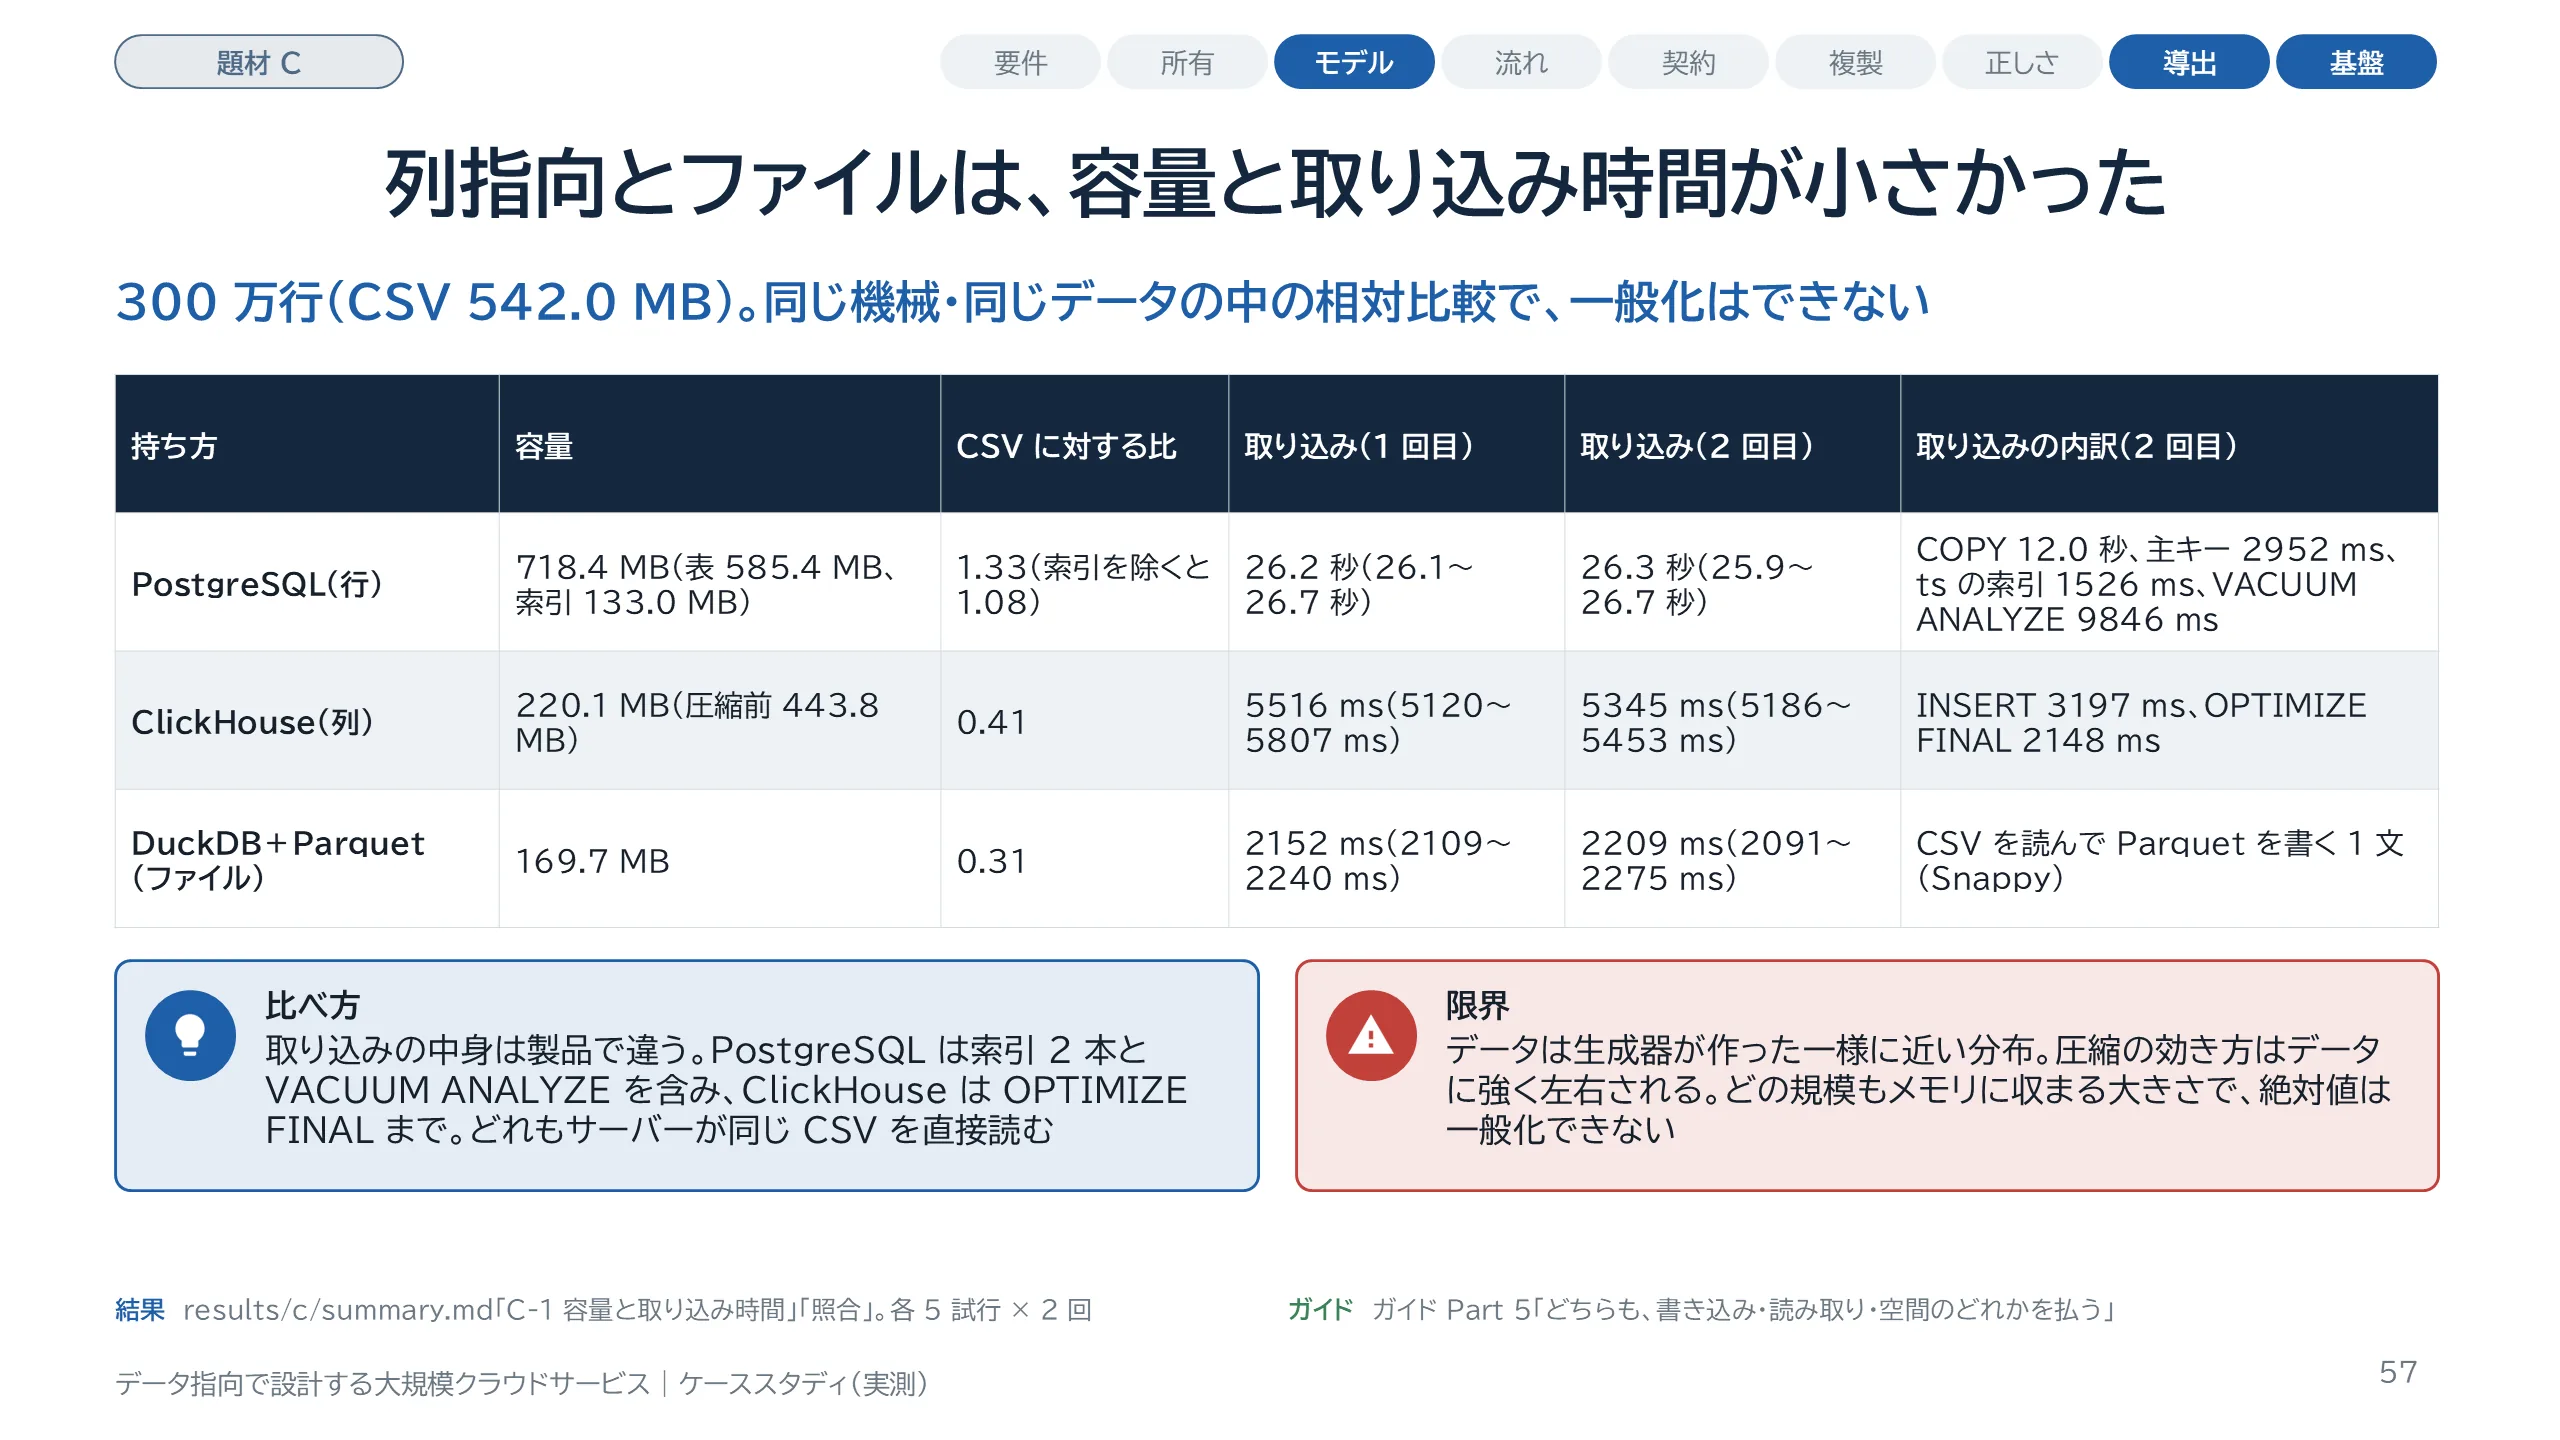 題材 C
要件
所有
モデル
流れ
契約
複製
正しさ
導出
基盤
列指向とファイルは、容量と取り込み時間が小さかった
300 万行（CSV 542.0 MB）。同じ機械・同じデータの中の相対比較で、一般化はできない
持ち方
容量
CSV に対する比
取り込み（1 回目）
取り込み（2 回目）
取り込みの内訳（2 回目）
PostgreSQL（行）
718.4 MB（表 585.4 MB、
索引 133.0 MB）
1.33（索引を除くと
1.08）
26.2 秒（26.1～
26.7 秒）
26.3 秒（25.9～
26.7 秒）
COPY 12.0 秒、主キー 2952 ms、
ts の索引 1526 ms、VACUUM
ANALYZE 9846 ms
ClickHouse（列）
220.1 MB（圧縮前 443.8
MB）
0.41
5516 ms（5120～
5807 ms）
5345 ms（5186～
5453 ms）
INSERT 3197 ms、OPTIMIZE
FINAL 2148 ms
DuckDB＋Parquet
（ファイル）
169.7 MB
0.31
2152 ms（2109～
2240 ms）
2209 ms（2091～
2275 ms）
CSV を読んで Parquet を書く 1 文
（Snappy）
比べ方
取り込みの中身は製品で違う。PostgreSQL は索引 2 本と
VACUUM ANALYZE を含み、ClickHouse は OPTIMIZE
FINAL まで。どれもサーバーが同じ CSV を直接読む
限界
データは生成器が作った一様に近い分布。圧縮の効き方はデータ
に強く左右される。どの規模もメモリに収まる大きさで、絶対値は
一般化できない
結果 results/c/summary.md「C-1 容量と取り込み時間」「照合」。各 5 試行 × 2 回
ガイド ガイド Part 5「どちらも、書き込み・読み取り・空間のどれかを払う」
データ指向で設計する大規模クラウドサービス｜ケーススタディ（実測）
57